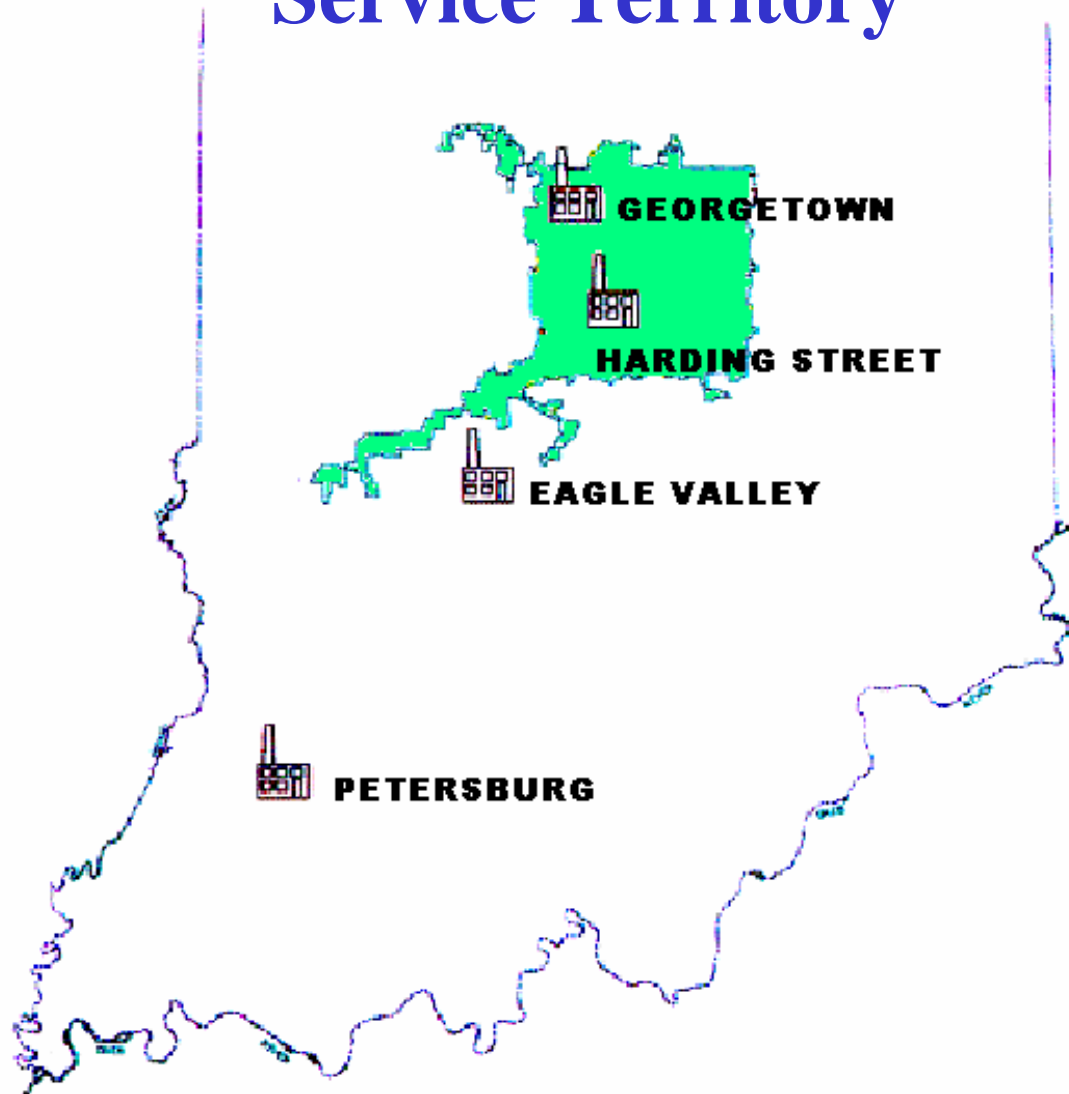 Service Territory
GEORGETOWN
HARDING STREET
EAGLE VALLEY
PETERSBURG